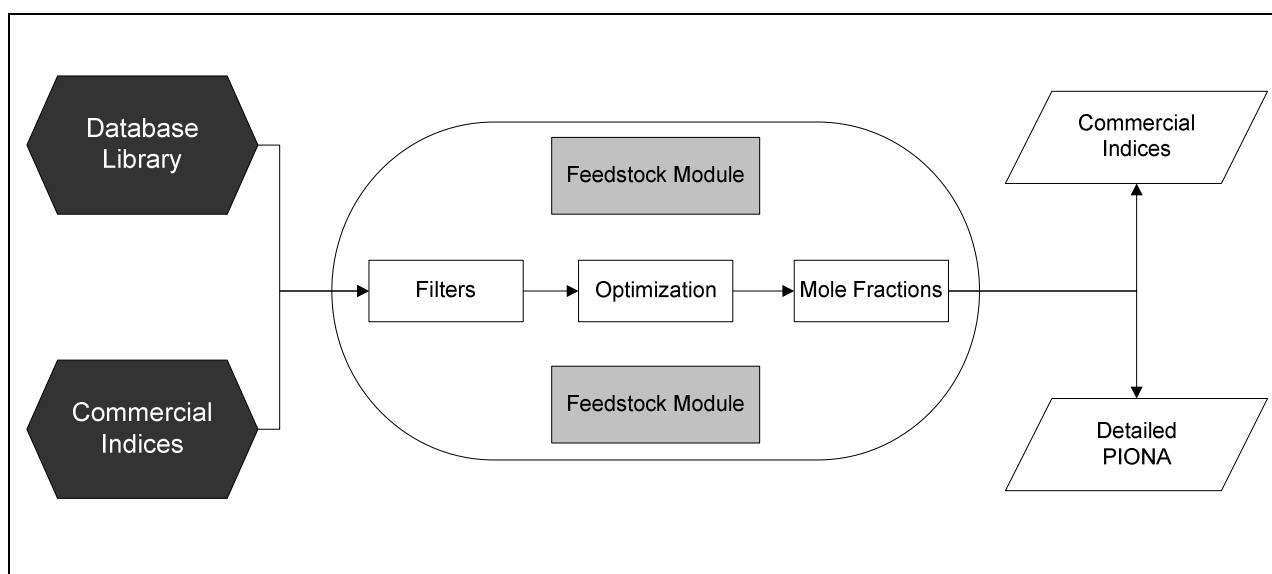 Database
Library
Commercial
Indices
Feedstock Module
Filters
Optimization
Mole Fractions
Feedstock Module
Commercial
Indices
Detailed
PIONA